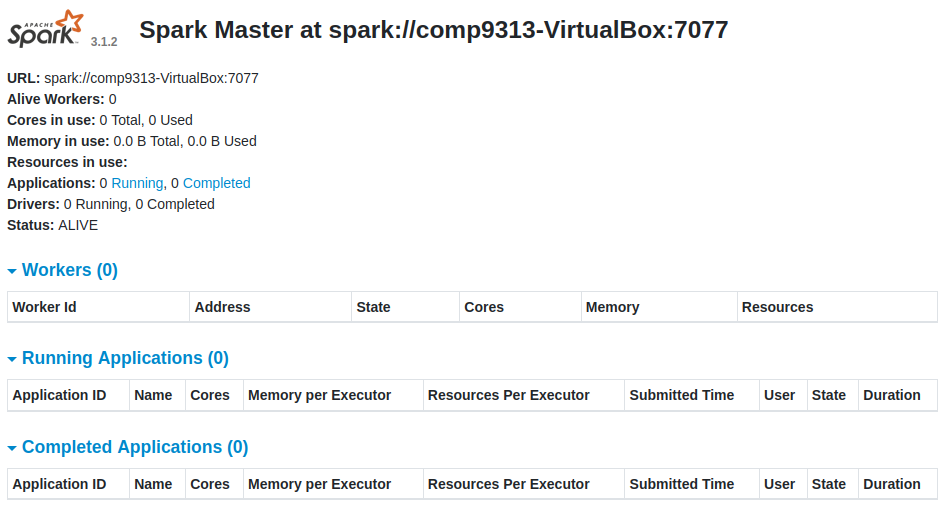 APACHE
Spark 3.1.2 Spark Master at spark://comp9313-VirtualBox:7077
URL: spark://comp9313-VirtualBox:7077
Alive Workers: 0
Cores in use: 0 Total, 0 Used
Memory in use: 0.0 B Total, 0.0 B Used
Resources in use:
Applications: 0 Running, 0 Completed
Drivers: 0 Running, 0 Completed
Status: ALIVE
Workers (0)
Worker Id Address State Cores Memory Resources
Running Applications (0)
Application ID Name Cores Memory per Executor Resources Per Executor Submitted Time User State Duration
Completed Applications (0)
Application ID Name Cores Memory per Executor Resources Per Executor Submitted Time User State Duration